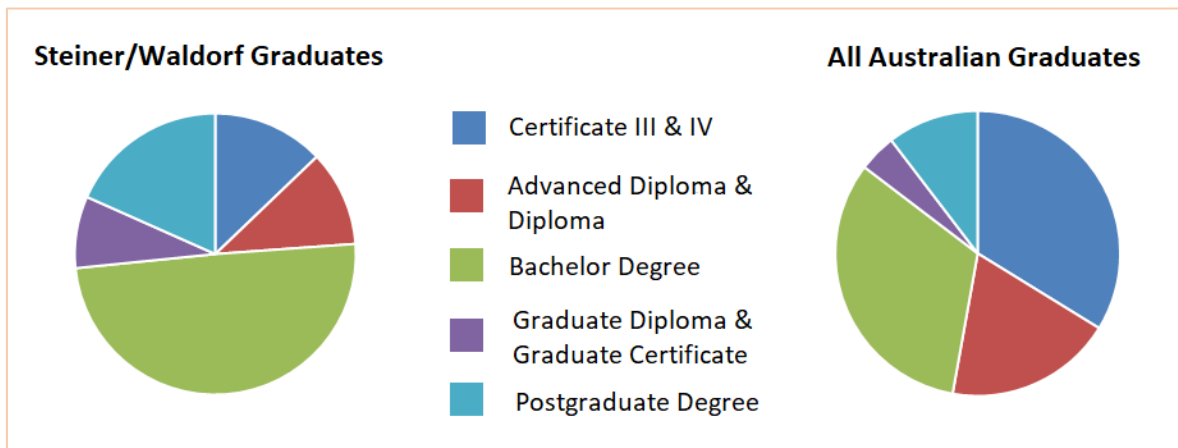 Steiner/Waldorf Graduates
All Australian Graduates
Certificate III & IV
Advanced Diploma &
Diploma
Bachelor Degree
Graduate Diploma &
Graduate Certificate
Postgraduate Degree